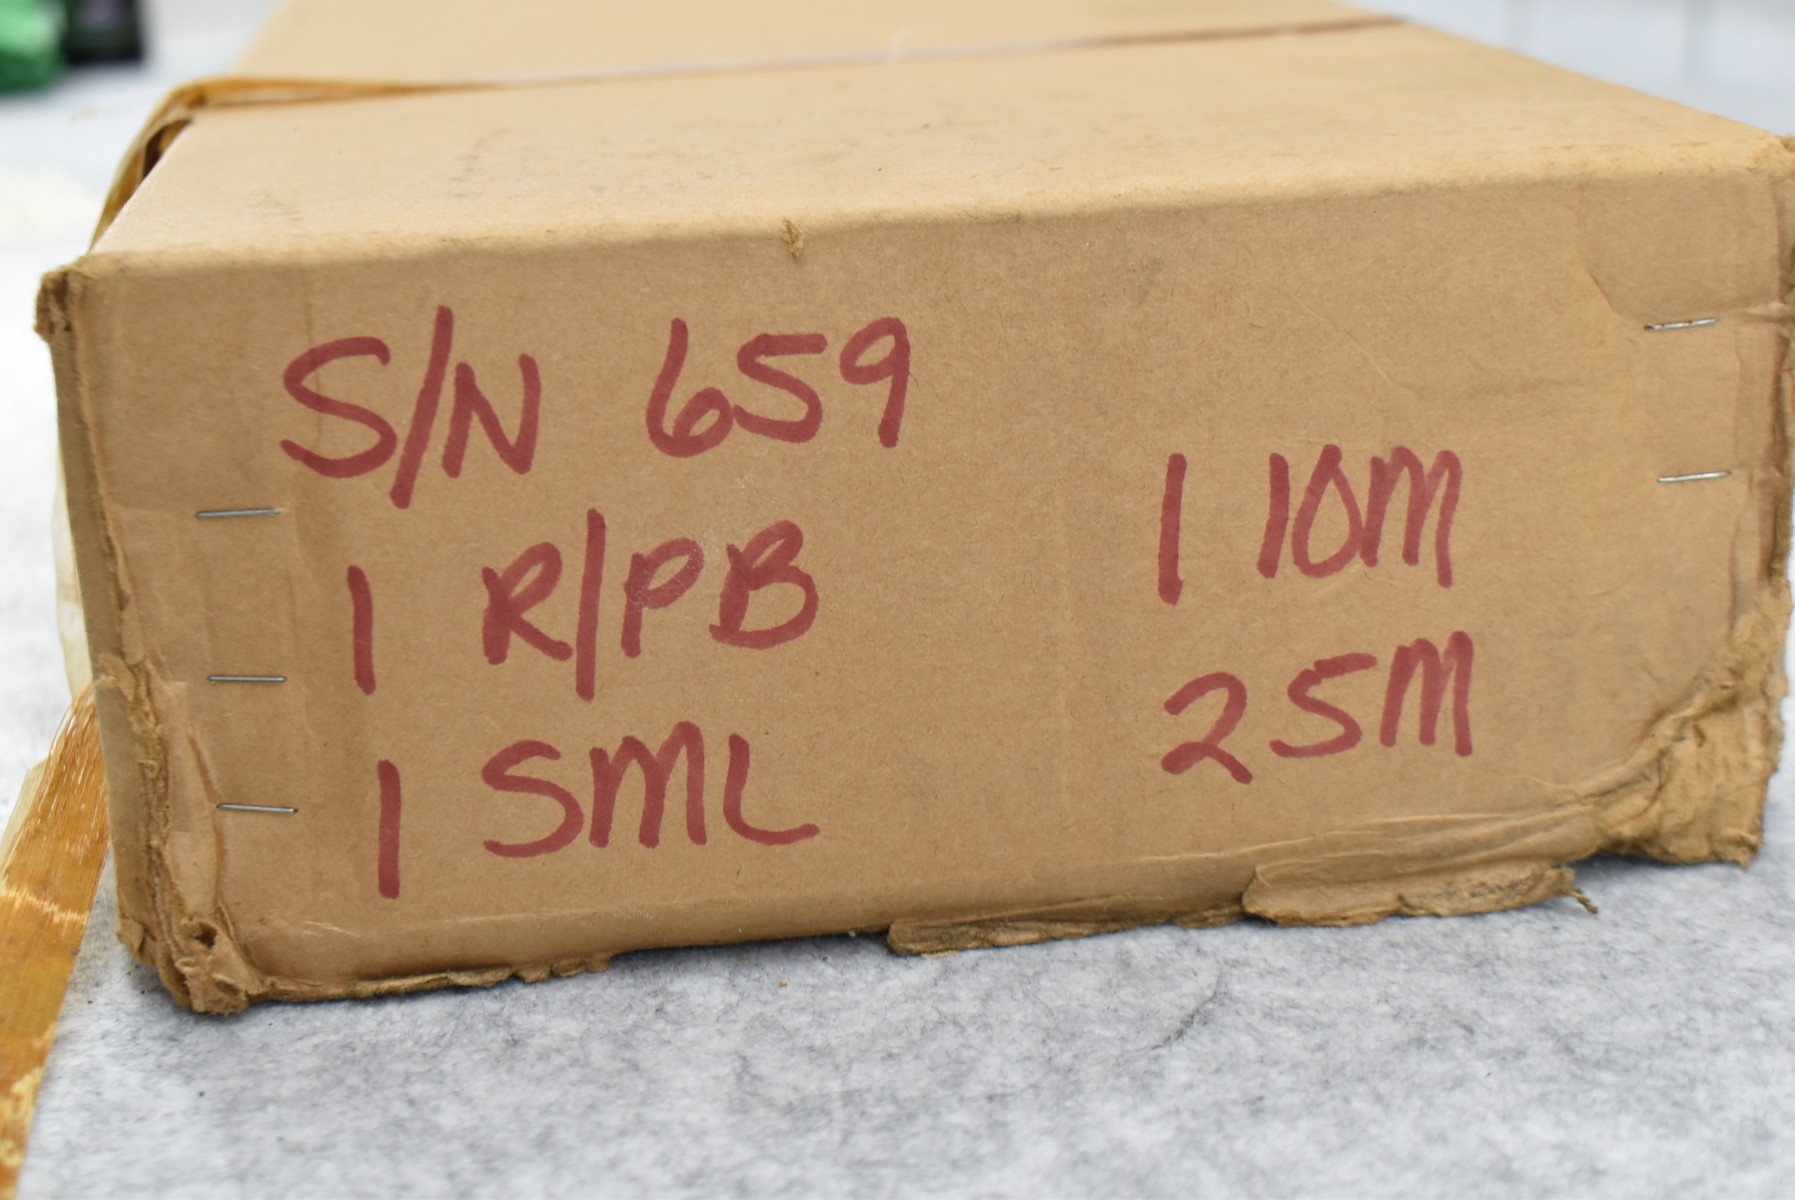 S/N 659
1 R/PB
1 SML
1 10M
2 5M